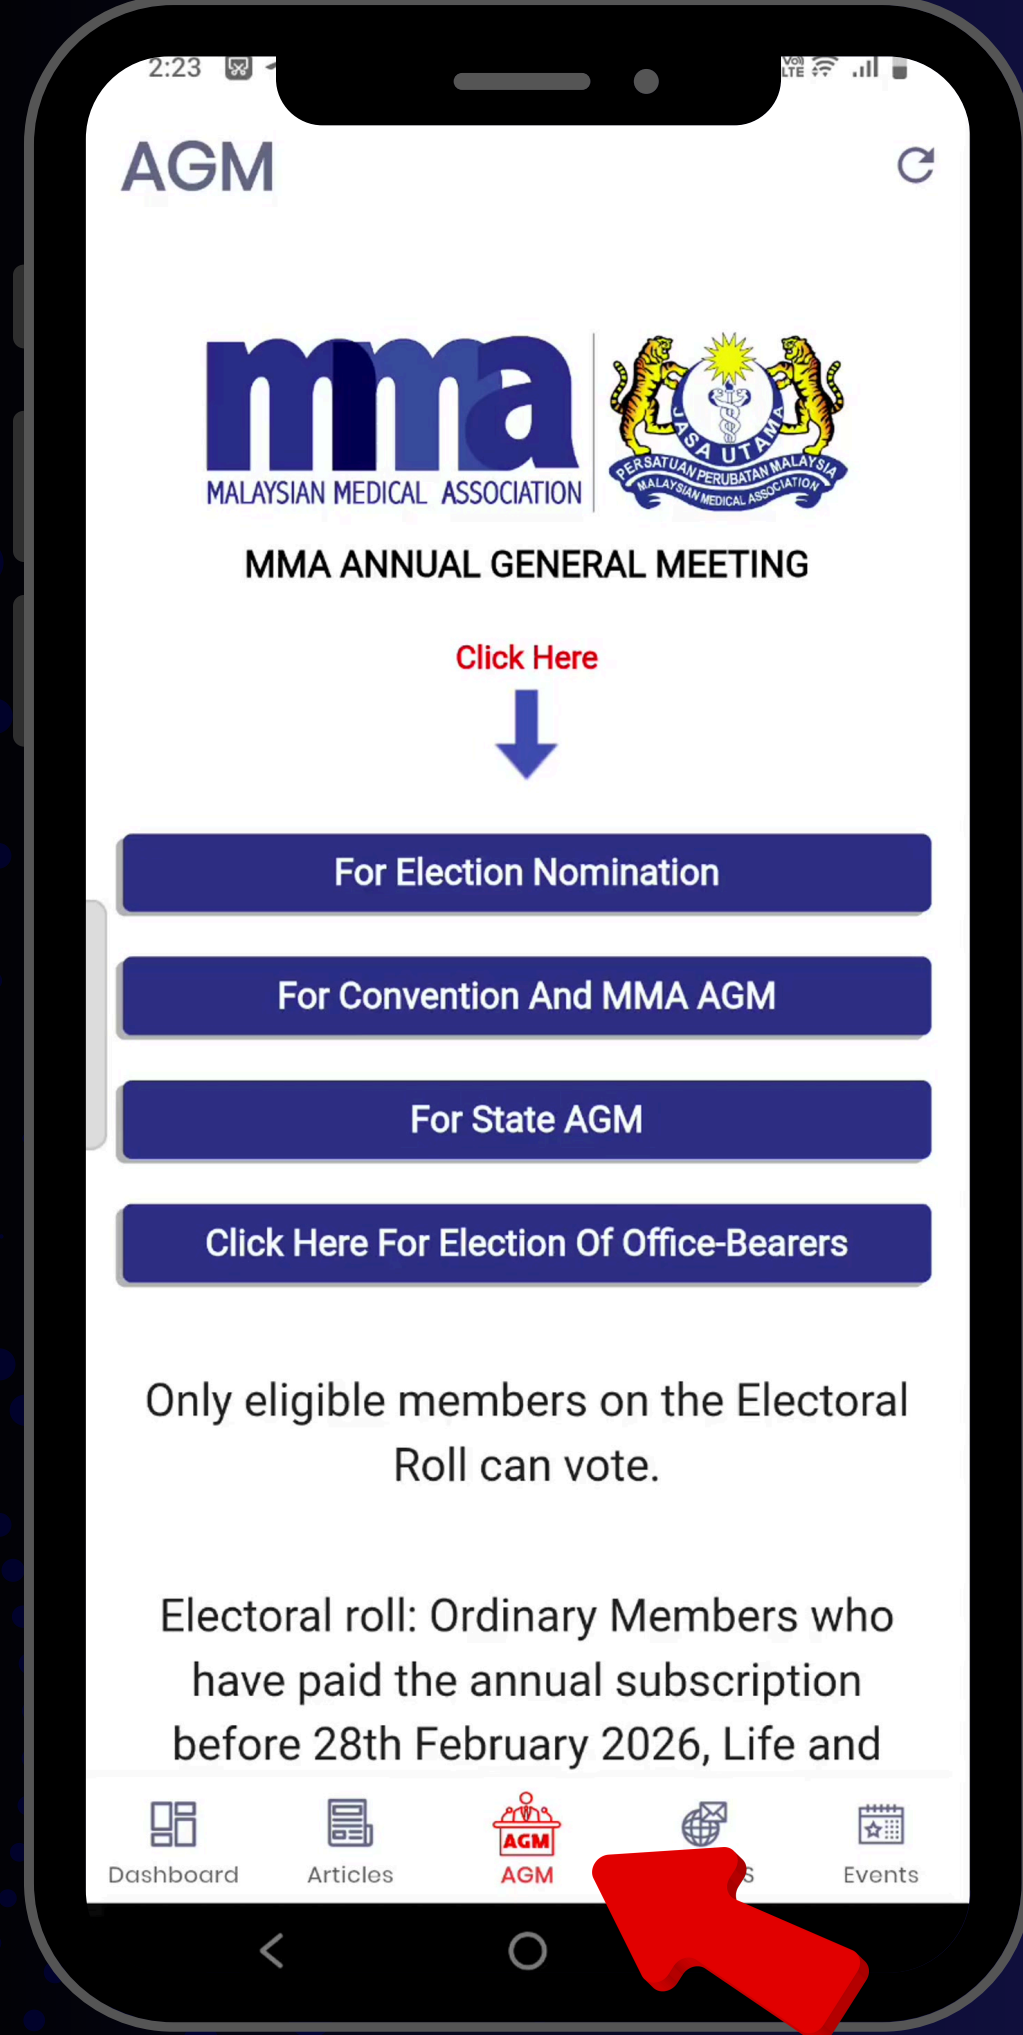 2:23
VoD
LTE
AGM
mma
MALAYSIAN MEDICAL ASSOCIATION
JASA UTAMA
PERSATUAN PERUBATAN MALAYSIA
MALAYSIAN MEDICAL ASSOCIATION
MMA ANNUAL GENERAL MEETING
Click Here
For Election Nomination
For Convention And MMA AGM
For State AGM
Click Here For Election Of Office-Bearers
Only eligible members on the Electoral
Roll can vote.
Electoral roll: Ordinary Members who
have paid the annual subscription
before 28th February 2026, Life and
AGM
Dashboard
Articles
AGM
Events